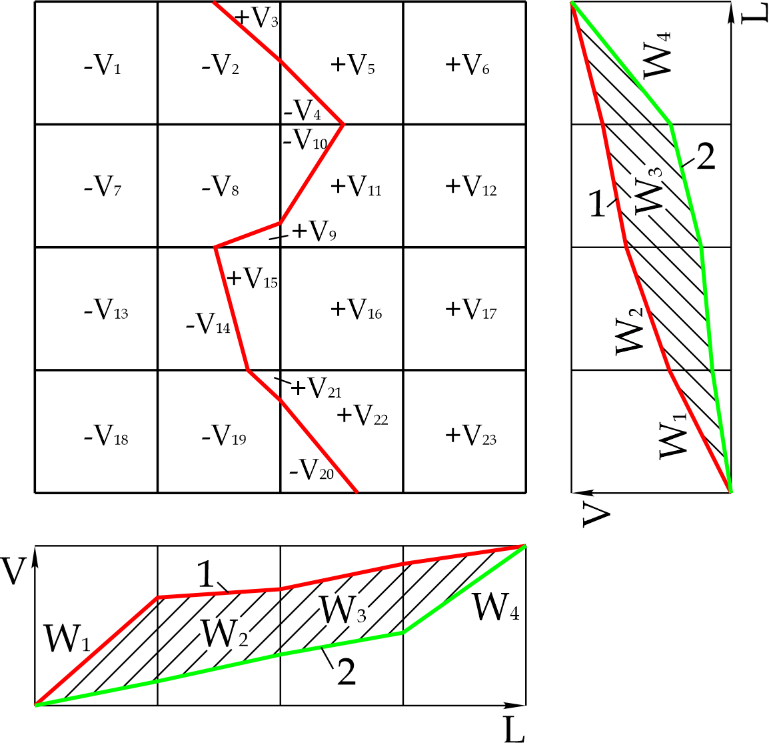 -V₁ -V₂ +V₃ +V₅ +V₆
-V₄
-V₇ -V₈ -V₁₀ +V₁₁ +V₁₂
+V₉
-V₁₃ -V₁₄ +V₁₅ +V₁₆ +V₁₇
+V₂₁
-V₁₈ -V₁₉ +V₂₂ +V₂₃
-V₂₀
L
W₄
2
1
W₃
W₂
W₁
V
V
1
W₁ W₂ W₃ W₄
2
L